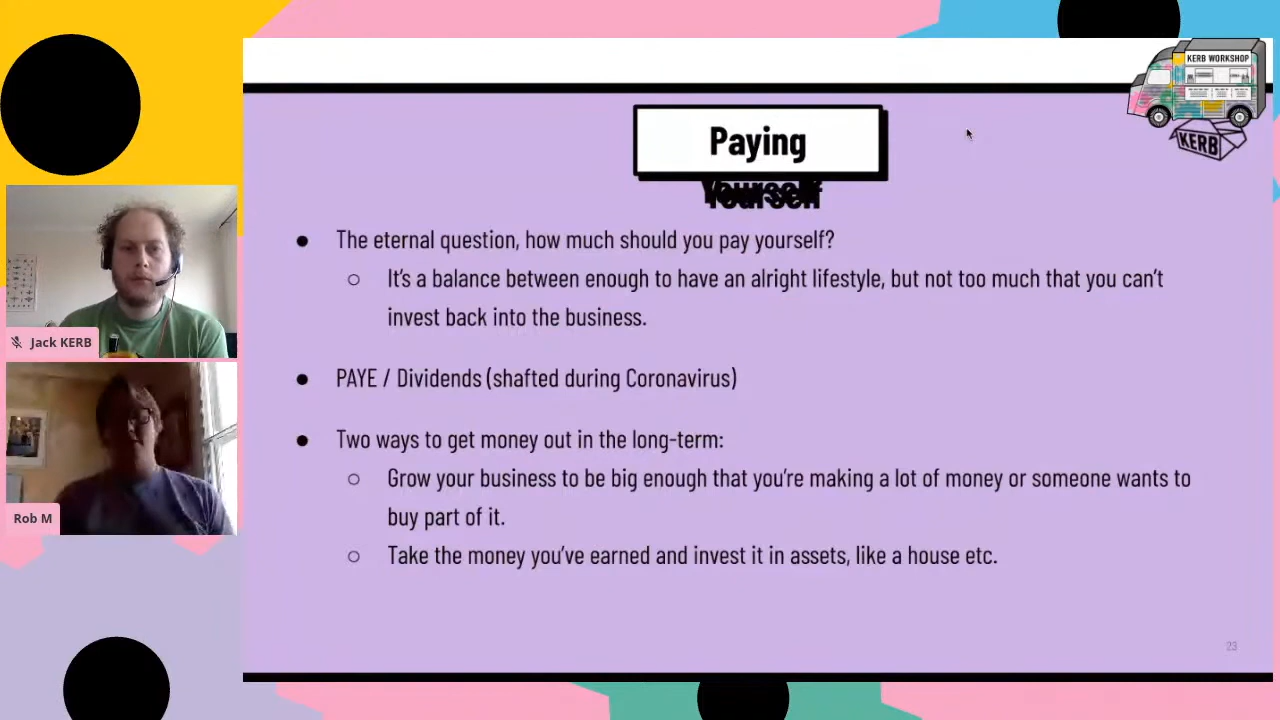 KERB WORKSHOP
KERB
Paying
Yourself
● The eternal question, how much should you pay yourself?
○ It's a balance between enough to have an alright lifestyle, but not too much that you can't
invest back into the business.
● PAYE / Dividends (shafted during Coronavirus)
● Two ways to get money out in the long-term:
○ Grow your business to be big enough that you're making a lot of money or someone wants to
buy part of it.
○ Take the money you've earned and invest it in assets, like a house etc.
Jack KERB
Rob M
23